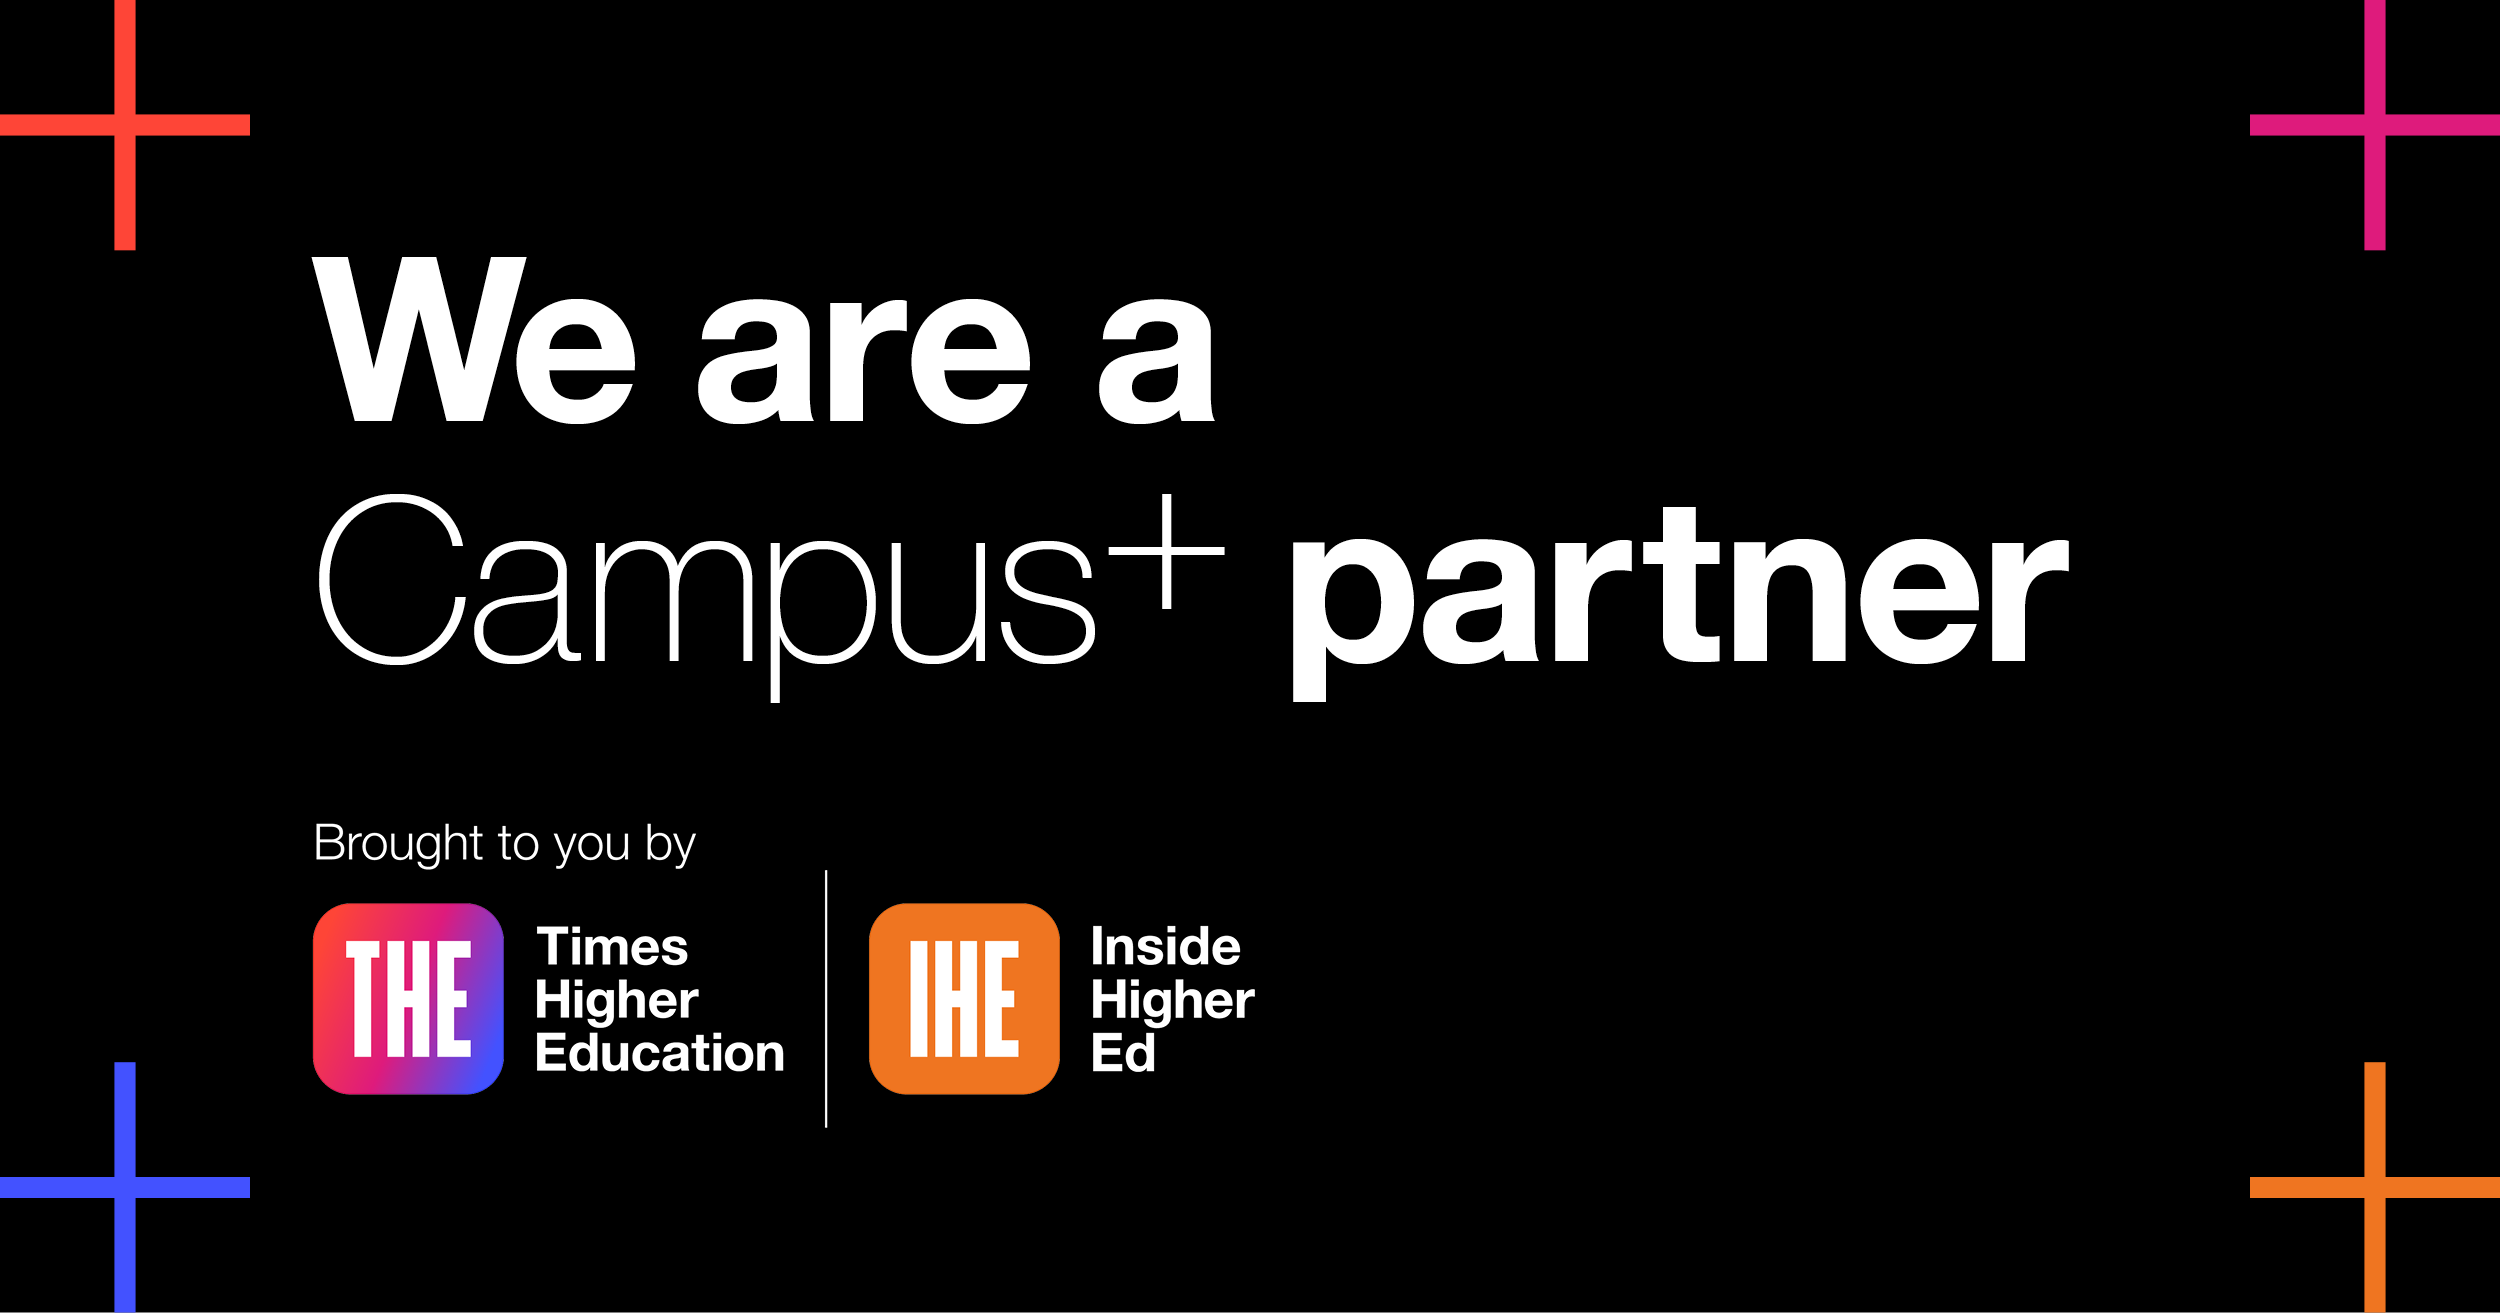 We are a
Campus+ partner
Brought to you by
THE
Times
Higher
Education
IHE
Inside
Higher
Ed